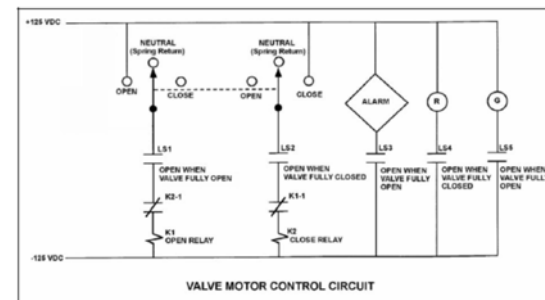 +125 VDC
NEUTRAL
(Spring Return)
NEUTRAL
(Spring Return)
OPEN
CLOSE
OPEN
CLOSE
ALARM
R
G
LS1
LS2
LS3
LS4
LS5
OPEN WHEN
VALVE FULLY OPEN
OPEN WHEN
VALVE FULLY CLOSED
OPEN WHEN
VALVE FULLY
OPEN
OPEN WHEN
VALVE FULLY
CLOSED
OPEN WHEN
VALVE FULLY
OPEN
K2-1
K1-1
K1
OPEN RELAY
K2
CLOSE RELAY
-125 VDC
VALVE MOTOR CONTROL CIRCUIT